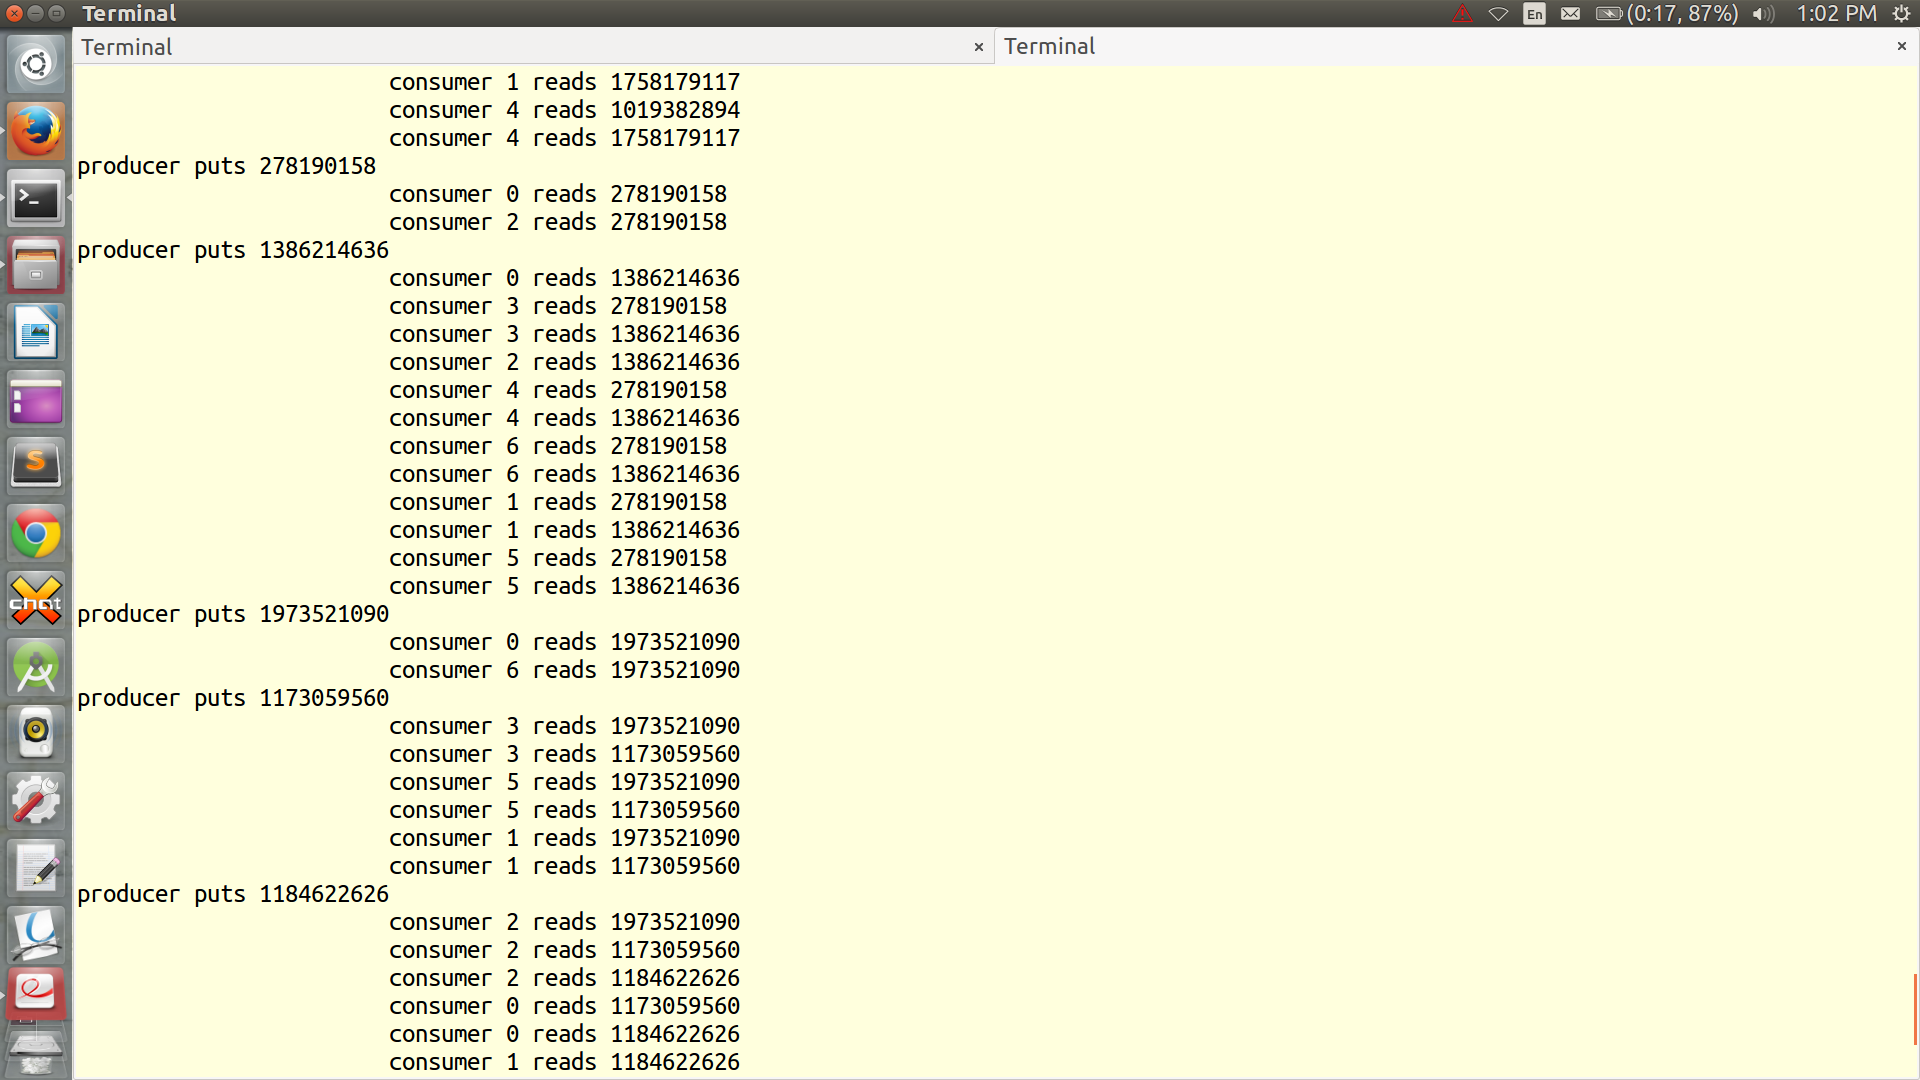 Terminal
En
(0:17, 87%)
1:02 PM
Terminal
Terminal
consumer 1 reads 1758179117
consumer 4 reads 1019382894
consumer 4 reads 1758179117
producer puts 278190158
consumer 0 reads 278190158
consumer 2 reads 278190158
producer puts 1386214636
consumer 0 reads 1386214636
consumer 3 reads 278190158
consumer 3 reads 1386214636
consumer 2 reads 1386214636
consumer 4 reads 278190158
consumer 4 reads 1386214636
consumer 6 reads 278190158
consumer 6 reads 1386214636
consumer 1 reads 278190158
consumer 1 reads 1386214636
consumer 5 reads 278190158
consumer 5 reads 1386214636
producer puts 1973521090
consumer 0 reads 1973521090
consumer 6 reads 1973521090
producer puts 1173059560
consumer 3 reads 1973521090
consumer 3 reads 1173059560
consumer 5 reads 1973521090
consumer 5 reads 1173059560
consumer 1 reads 1973521090
consumer 1 reads 1173059560
producer puts 1184622626
consumer 2 reads 1973521090
consumer 2 reads 1173059560
consumer 2 reads 1184622626
consumer 0 reads 1173059560
consumer 0 reads 1184622626
consumer 1 reads 1184622626
>_
S
chat